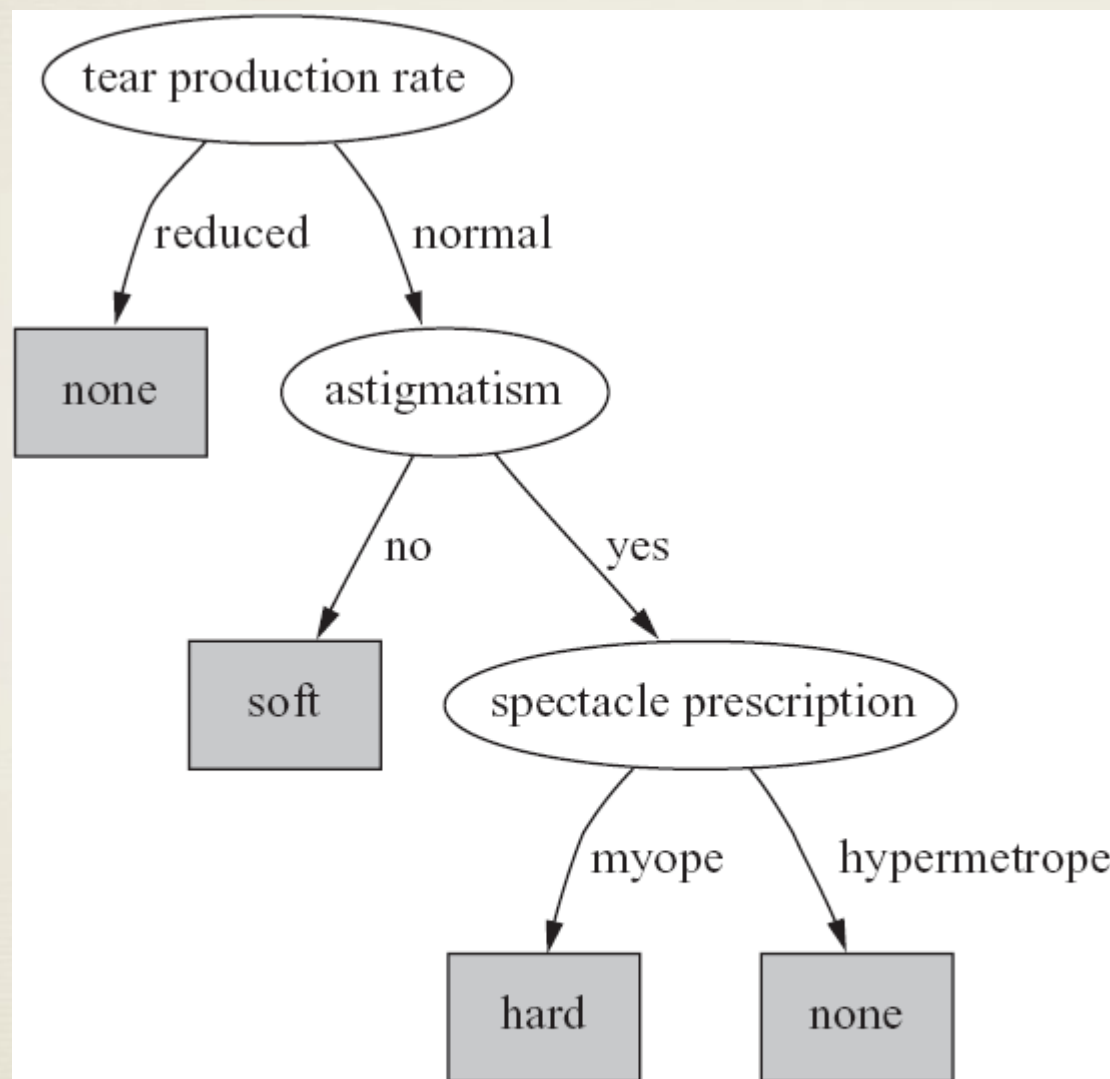 tear production rate
reduced
normal
none
astigmatism
no
yes
soft
spectacle prescription
myope
hypermetrope
hard
none